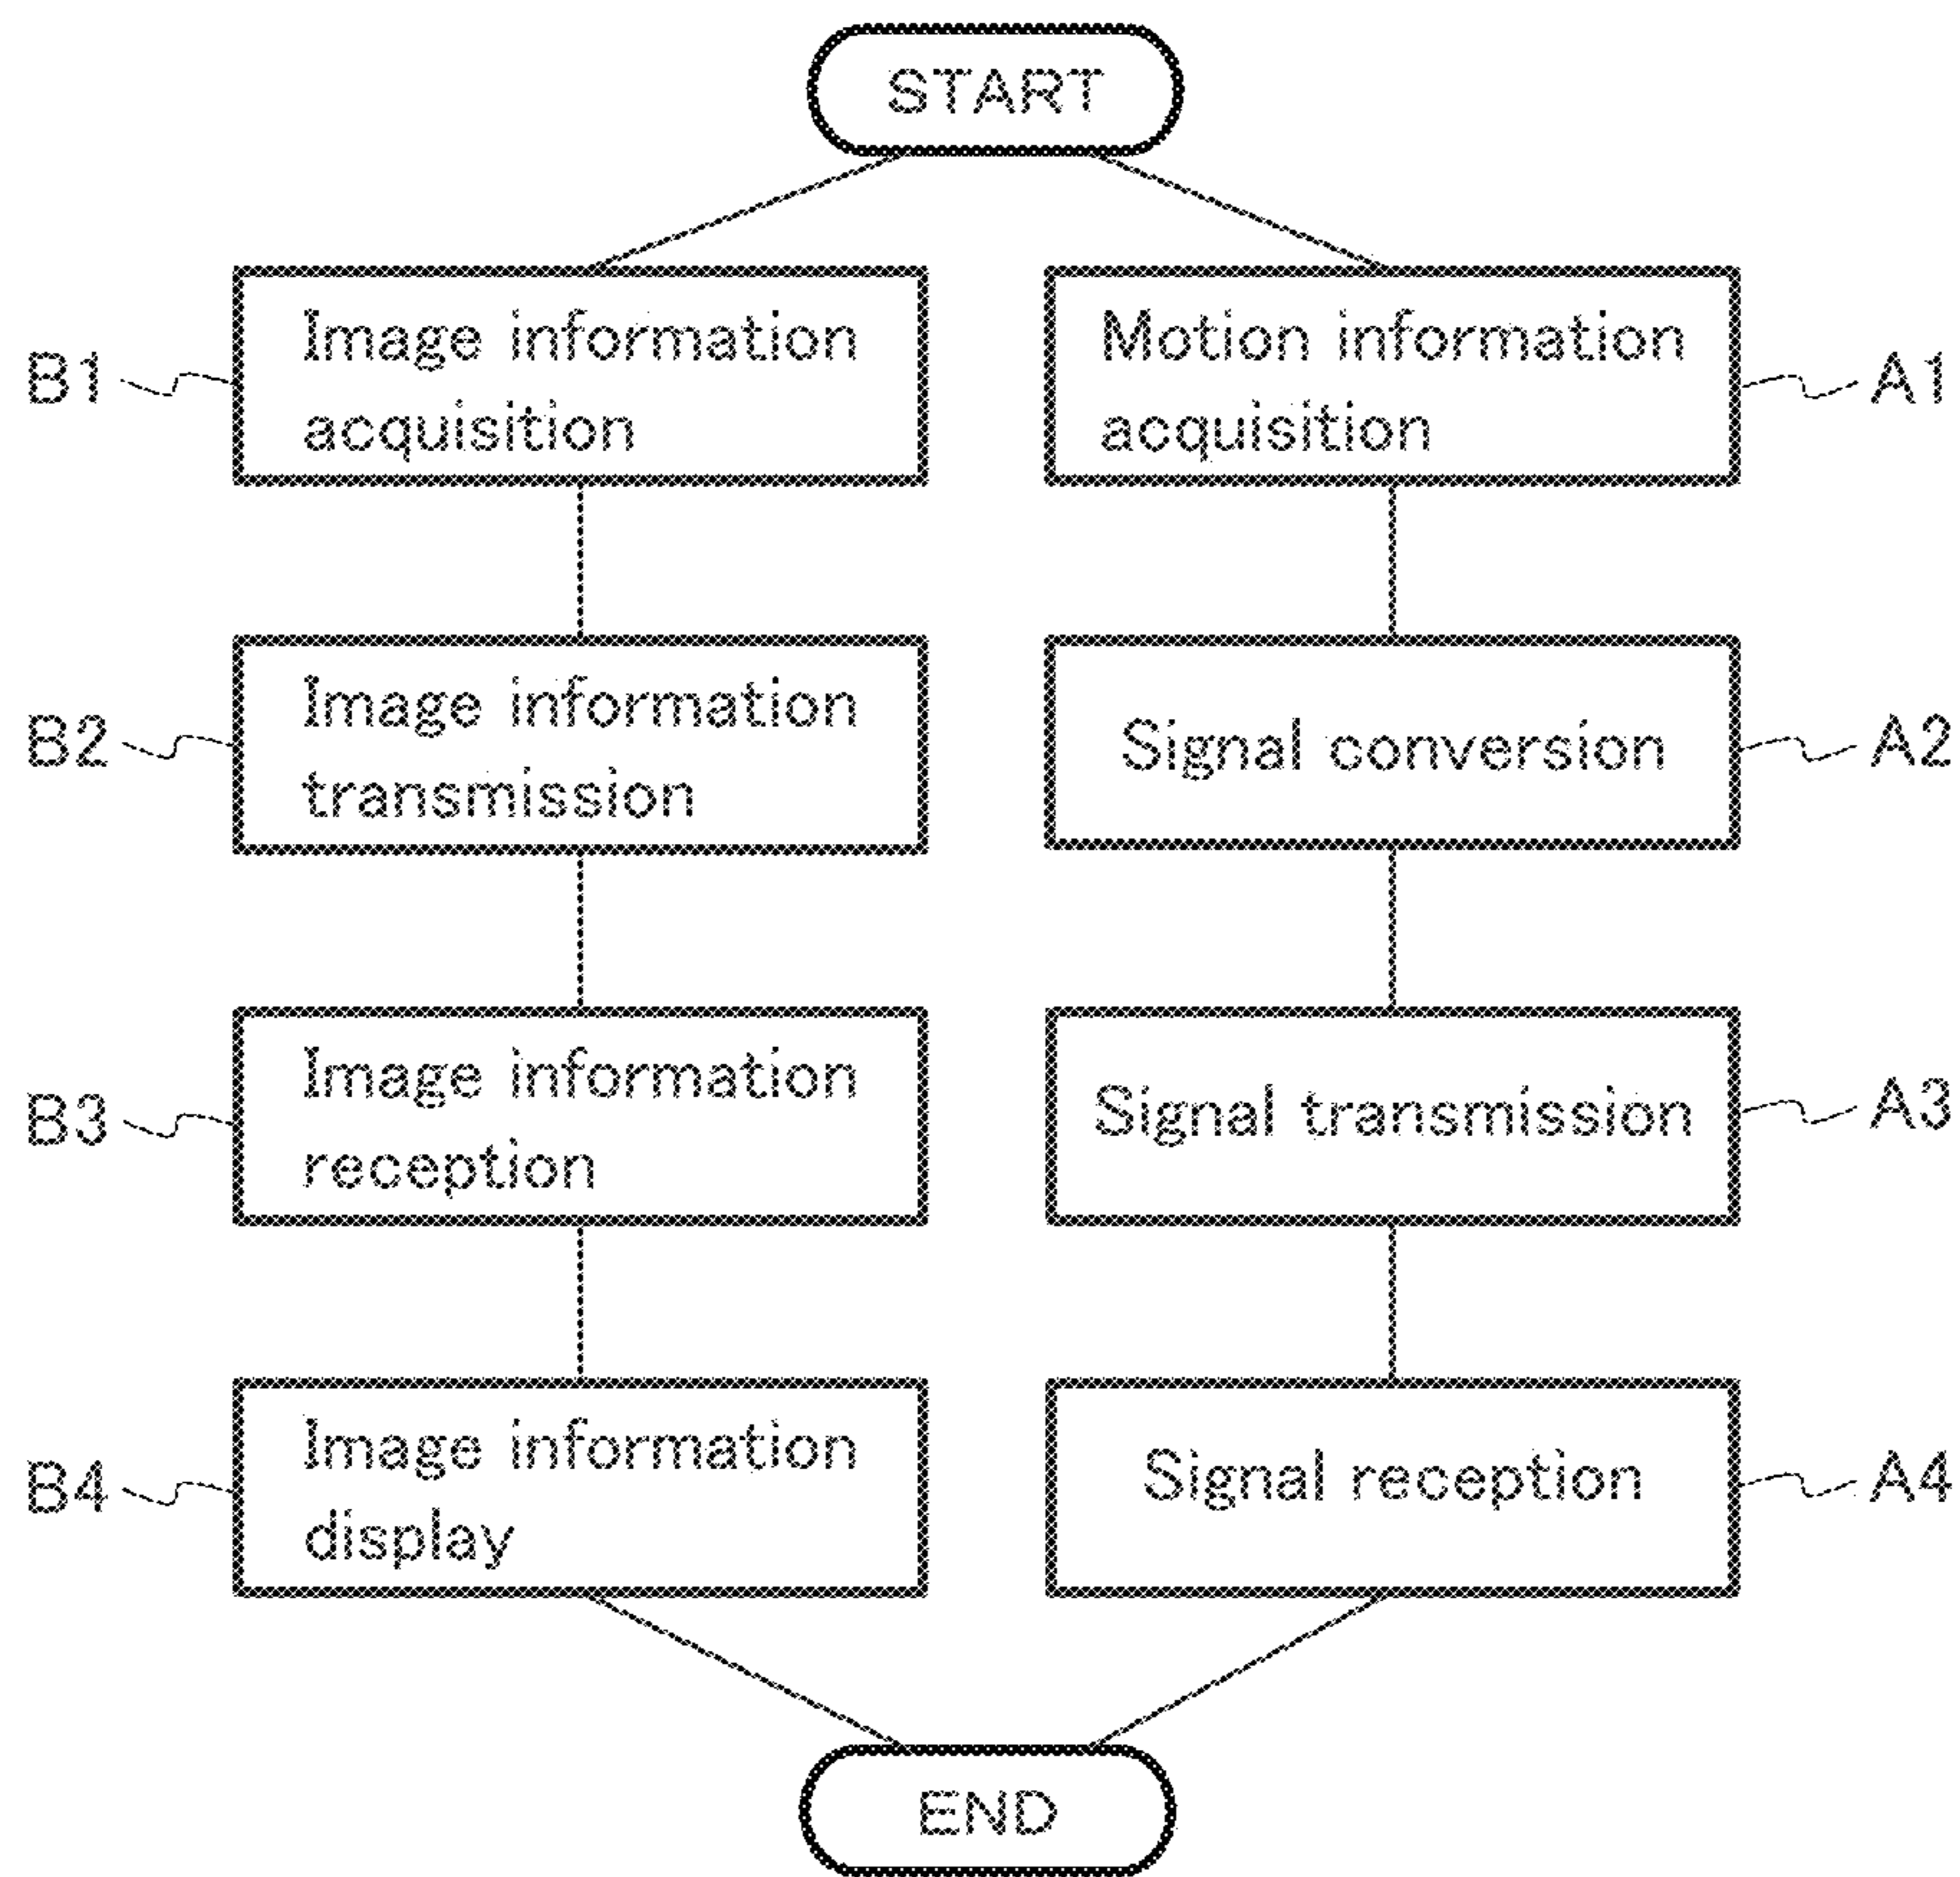 START
B1
Image information
acquisition
Motion information
acquisition
A1
B2
Image information
transmission
Signal conversion
A2
B3
Image information
reception
Signal transmission
A3
B4
Image information
display
Signal reception
A4
END